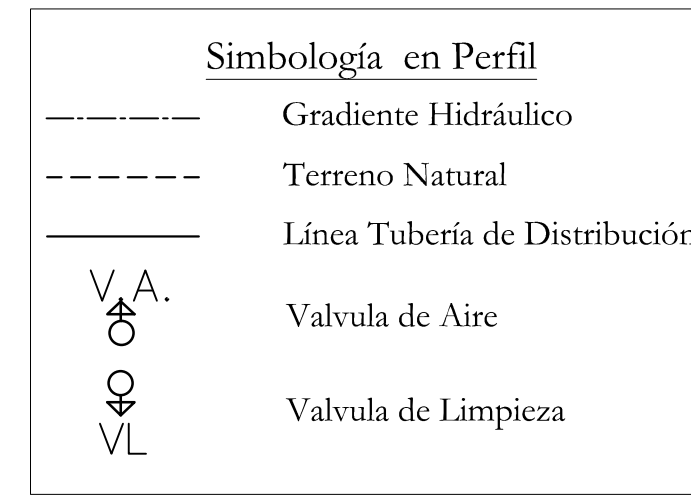 Simbología en Perfil
Gradiente Hidráulico
Terreno Natural
Línea Tubería de Distribución
V.A.
Valvula de Aire
Valvula de Limpieza
VL